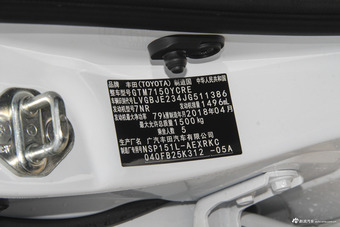 品牌 丰田(TOYOTA) 制造国 中华人民共和国
整车型号 GTM7150YCRE
车辆识别代号 LVGBJE234JG511386
发动机型号 7NR 发动机排量 1496mL
发动机最大净功率 79kW 制造年月 2018年04月
最大允许总质量 1500kg
乘坐人数 5
生产厂名 广汽丰田汽车有限公司
NSP151L-AEXRKC
040FB25K312 -05A